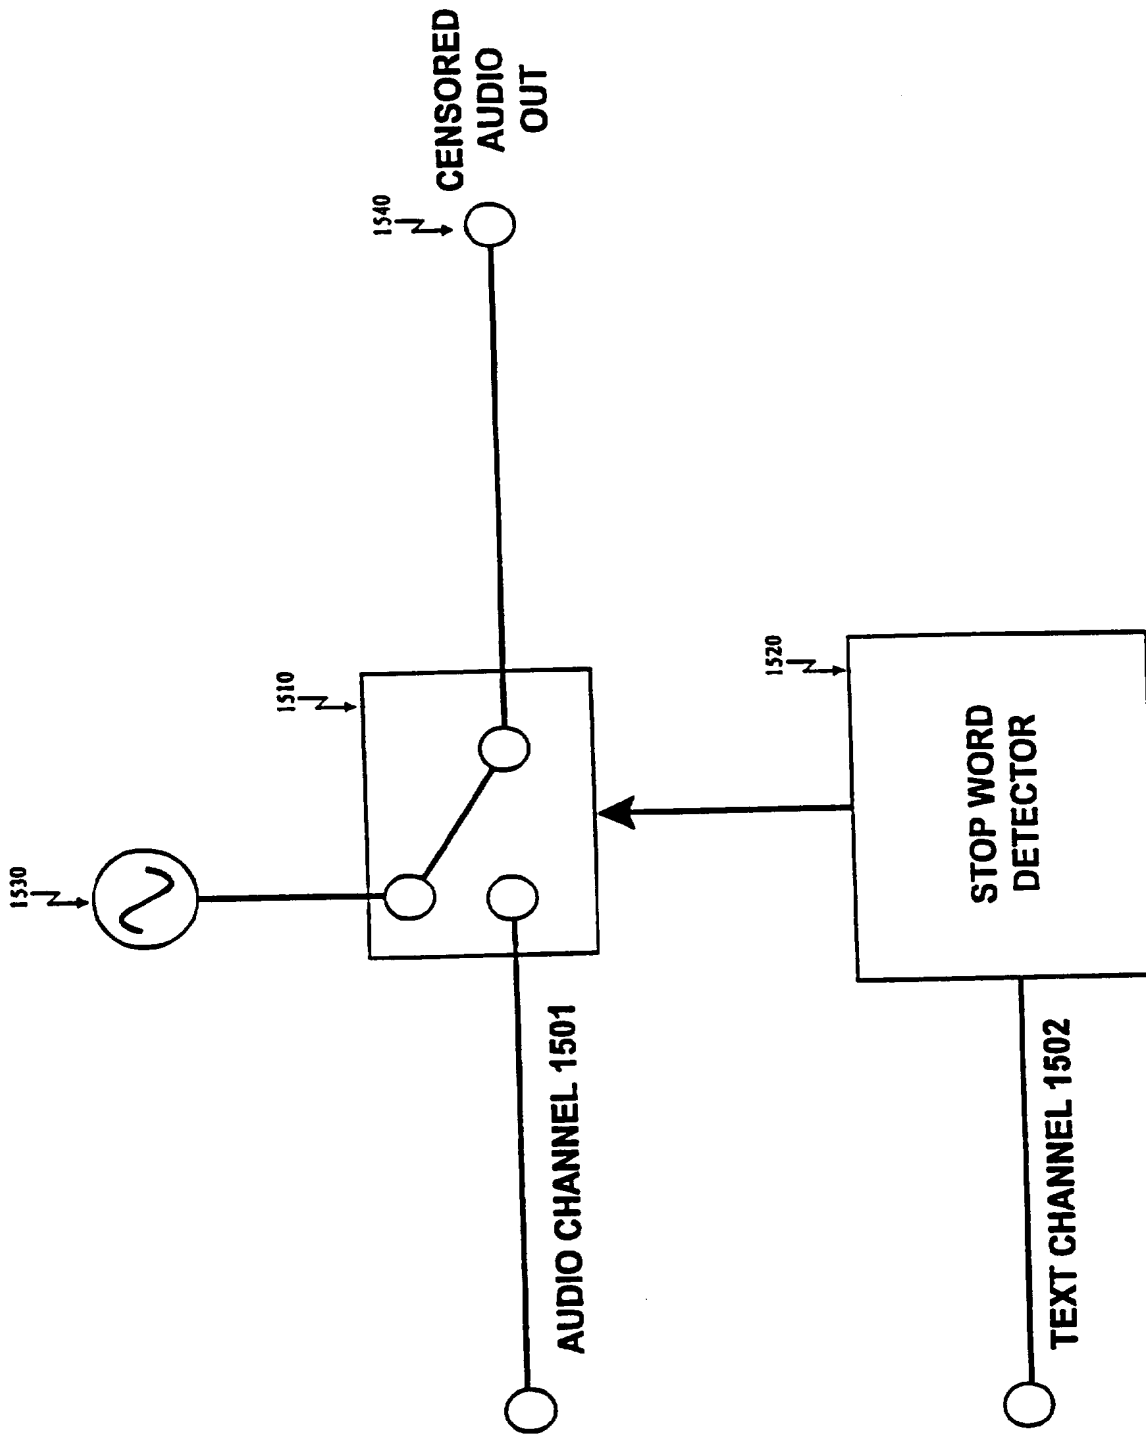 1530
1510
1540
CENSORED
AUDIO
OUT
AUDIO CHANNEL 1501
1520
STOP WORD
DETECTOR
TEXT CHANNEL 1502